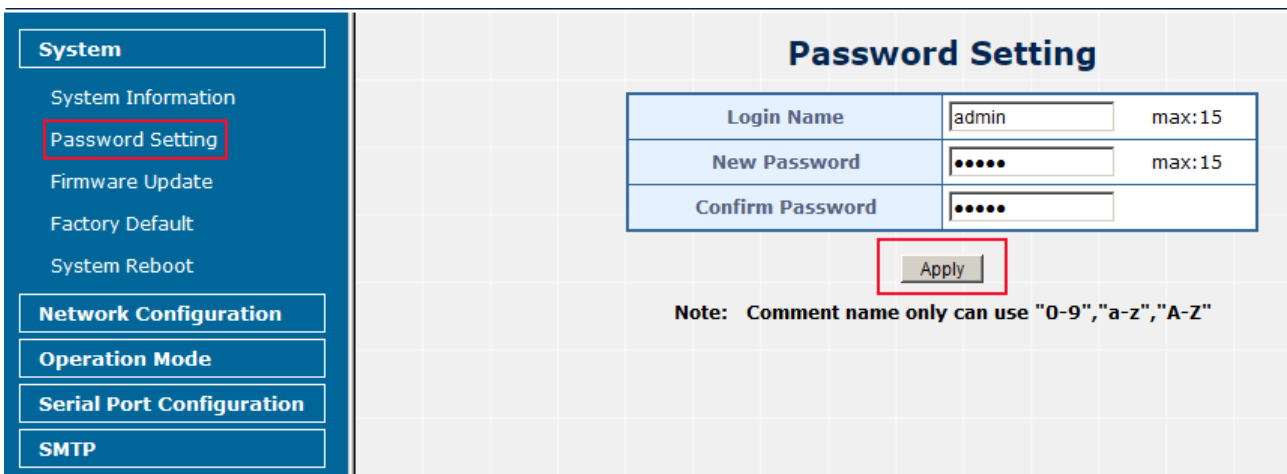 System
System Information
Password Setting
Firmware Update
Factory Default
System Reboot
Network Configuration
Operation Mode
Serial Port Configuration
SMTP
Password Setting
Login Name admin max:15
New Password ••••• max:15
Confirm Password •••••
Apply
Note: Comment name only can use "0-9","a-z","A-Z"